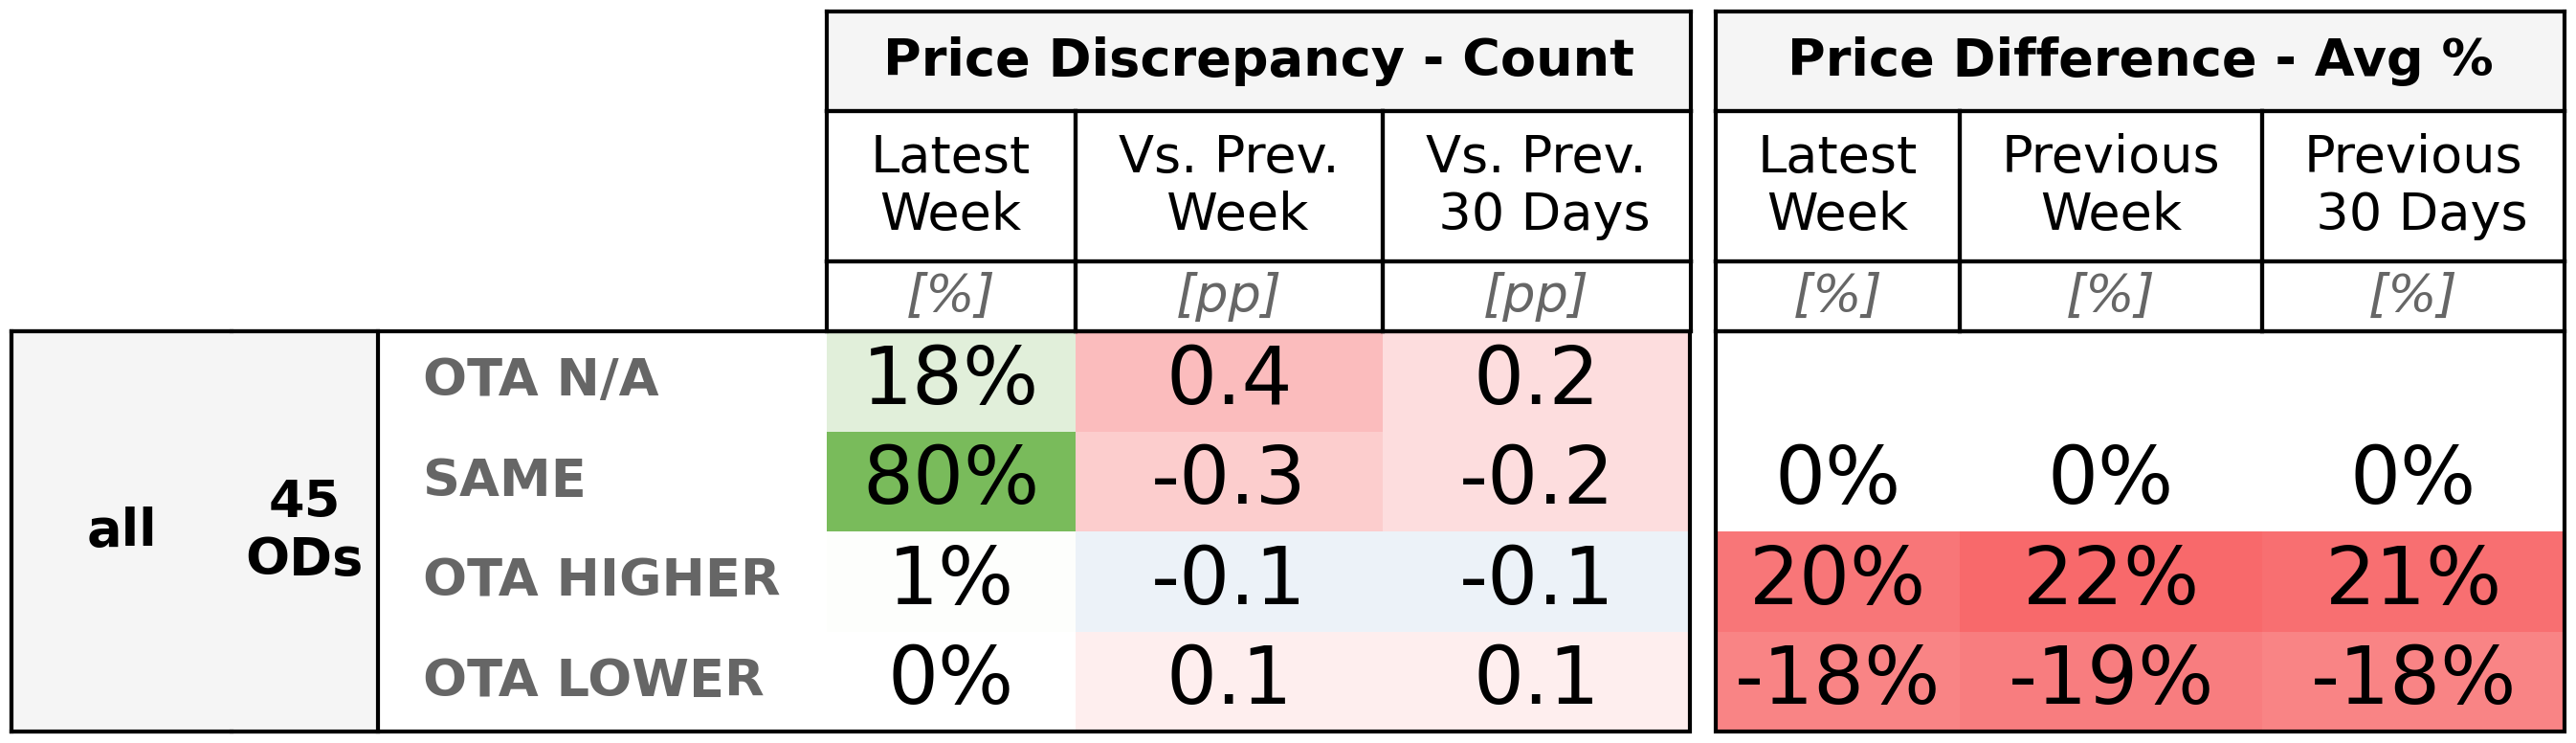 Price Discrepancy - Count Price Difference - Avg %
Latest Week Vs. Prev. Week Vs. Prev. 30 Days Latest Week Previous Week Previous 30 Days
[%] [pp] [pp] [%] [%] [%]
all 45 ODs
OTA N/A 18% 0.4 0.2
SAME 80% -0.3 -0.2 0% 0% 0%
OTA HIGHER 1% -0.1 -0.1 20% 22% 21%
OTA LOWER 0% 0.1 0.1 -18% -19% -18%